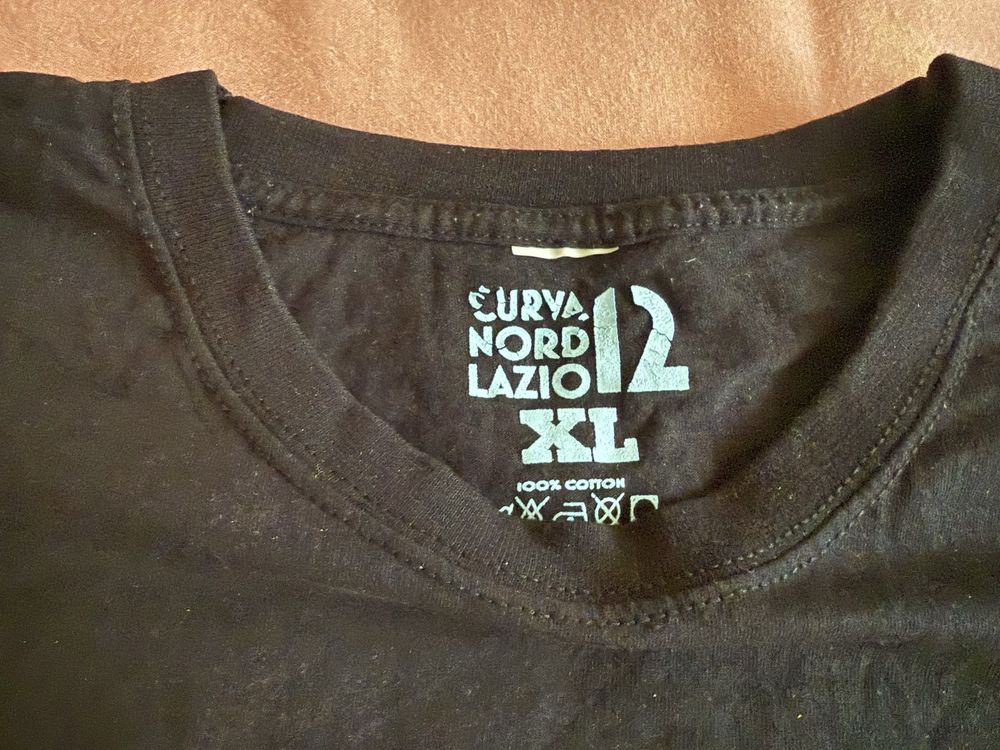 CURVA
NORD
LAZIO
12
XL
100% COTTON